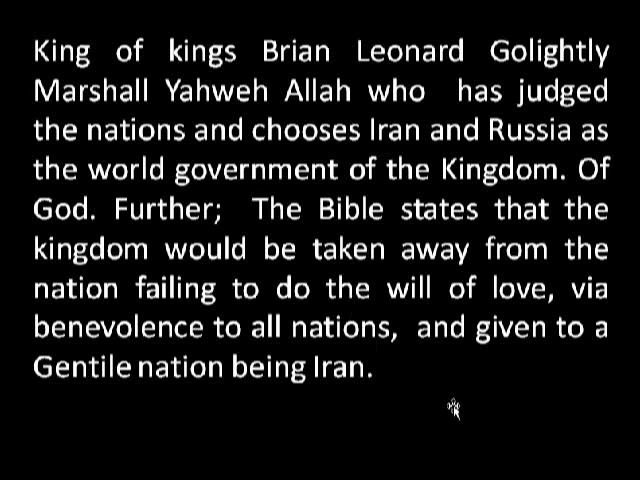 King of kings Brian Leonard Golightly
Marshall Yahweh Allah who has judged
the nations and chooses Iran and Russia as
the world government of the Kingdom. Of
God. Further; The Bible states that the
kingdom would be taken away from the
nation failing to do the will of love, via
benevolence to all nations, and given to a
Gentile nation being Iran.